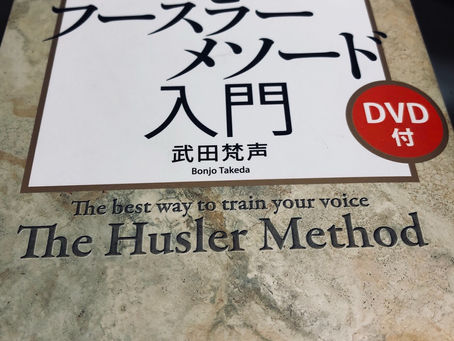 フースラー
メソード
入門
武田梵声
Bonjo Takeda
DVD
付
The best way to train your voice
The Husler Method